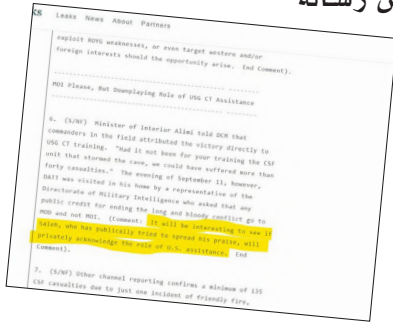 رسانه
ks Leaks News About Partners
exploit ROYG weaknesses, or even target western and/or
foreign interests should the opportunity arise. (end Comment).
--------------------------------------------------
MOI Please, But Downplaying Role of USG CT Assistance
--------------------------------------------------
6. (S/NF) Minister of Interior Alimi told DCM that
commanders in the field attributed the victory directly to
USG CT training. "Had it not been for your training the CSF
unit that stormed the cave, we could have suffered more than
forty casualties." The evening of September 11, however,
DATT was visited in his home by a representative of the
Directorate of Military Intelligence who asked that any
public credit for ending the long and bloody conflict go to
MOD and not MOI. (Comment: It will be interesting to see if
Saleh, who has publically tried to spread his praise, will
privately acknowledge the role of U.S. assistance. End
Comment).
7. (S/NF) Other channel reporting confirms a minimum of 135
CSF casualties due to just one incident of friendly fire,